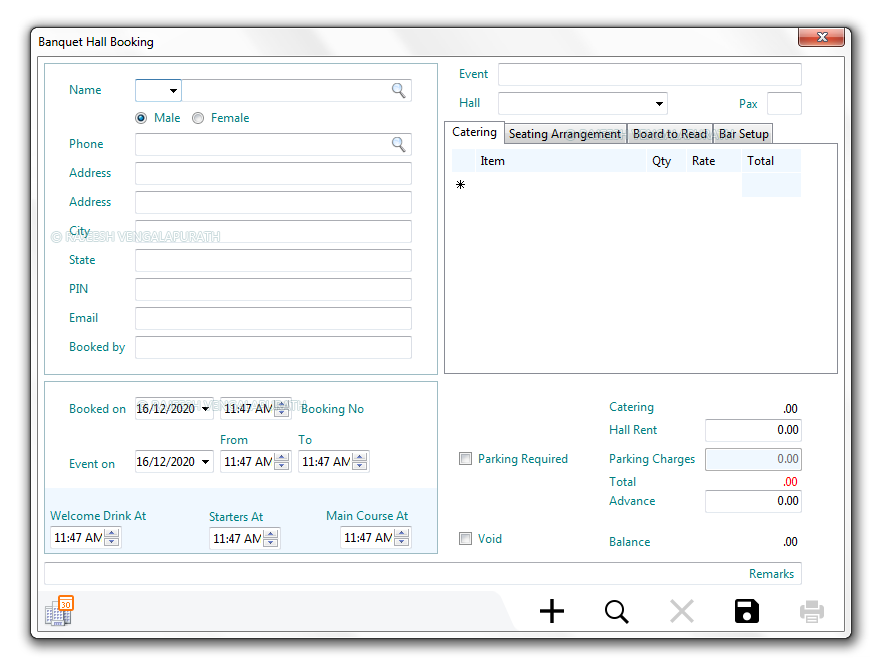 Banquet Hall Booking
Name
Male Female
Phone
Address
Address
City
© RAJEESH VENGALAPURATH
State
PIN
Email
Booked by
Event
Hall Pax
Catering Seating Arrangement Board to Read Bar Setup
Item Qty Rate Total
Booked on 16/12/2020 11:47 AM Booking No
From To
Event on 16/12/2020 11:47 AM 11:47 AM
Welcome Drink At Starters At Main Course At
11:47 AM 11:47 AM 11:47 AM
Catering .00
Hall Rent 0.00
Parking Required Parking Charges 0.00
Total .00
Advance 0.00
Void Balance .00
Remarks
30